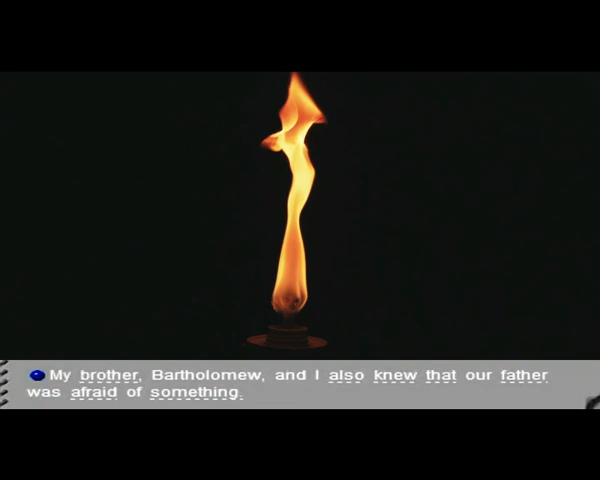 My brother, Bartholomew, and I also knew that our father
was afraid of something.